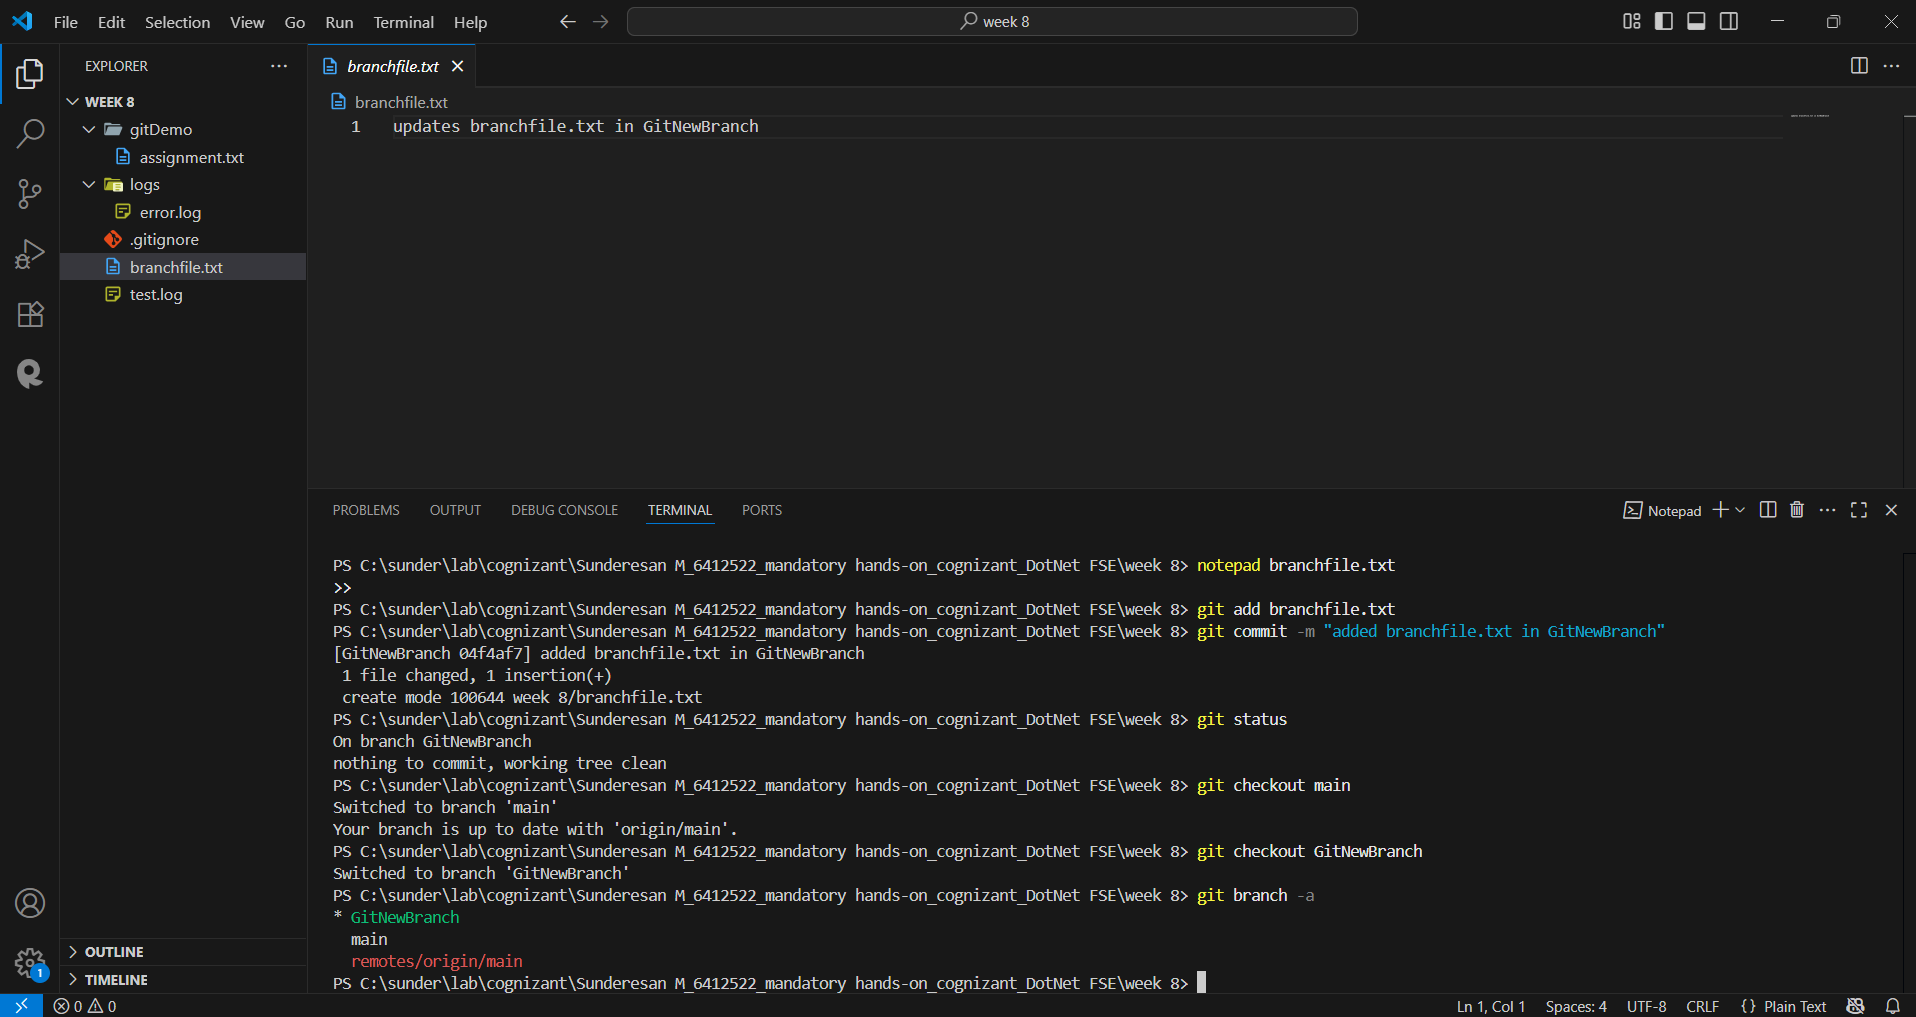 File Edit Selection View Go Run Terminal Help
week 8
EXPLORER
WEEK 8
gitDemo
assignment.txt
logs
error.log
.gitignore
branchfile.txt
test.log
OUTLINE
TIMELINE
branchfile.txt
branchfile.txt
1 updates branchfile.txt in GitNewBranch
PROBLEMS OUTPUT DEBUG CONSOLE TERMINAL PORTS
Notepad
PS C:\sunder\lab\cognizant\Sunderesan M_6412522_mandatory hands-on_cognizant_DotNet FSE\week 8> notepad branchfile.txt
>>
PS C:\sunder\lab\cognizant\Sunderesan M_6412522_mandatory hands-on_cognizant_DotNet FSE\week 8> git add branchfile.txt
PS C:\sunder\lab\cognizant\Sunderesan M_6412522_mandatory hands-on_cognizant_DotNet FSE\week 8> git commit -m "added branchfile.txt in GitNewBranch"
[GitNewBranch 04f4af7] added branchfile.txt in GitNewBranch
1 file changed, 1 insertion(+)
create mode 100644 week 8/branchfile.txt
PS C:\sunder\lab\cognizant\Sunderesan M_6412522_mandatory hands-on_cognizant_DotNet FSE\week 8> git status
On branch GitNewBranch
nothing to commit, working tree clean
PS C:\sunder\lab\cognizant\Sunderesan M_6412522_mandatory hands-on_cognizant_DotNet FSE\week 8> git checkout main
Switched to branch 'main'
Your branch is up to date with 'origin/main'.
PS C:\sunder\lab\cognizant\Sunderesan M_6412522_mandatory hands-on_cognizant_DotNet FSE\week 8> git checkout GitNewBranch
Switched to branch 'GitNewBranch'
PS C:\sunder\lab\cognizant\Sunderesan M_6412522_mandatory hands-on_cognizant_DotNet FSE\week 8> git branch -a
* GitNewBranch
main
remotes/origin/main
PS C:\sunder\lab\cognizant\Sunderesan M_6412522_mandatory hands-on_cognizant_DotNet FSE\week 8>
1
0 0
Ln 1, Col 1 Spaces: 4 UTF-8 CRLF {} Plain Text